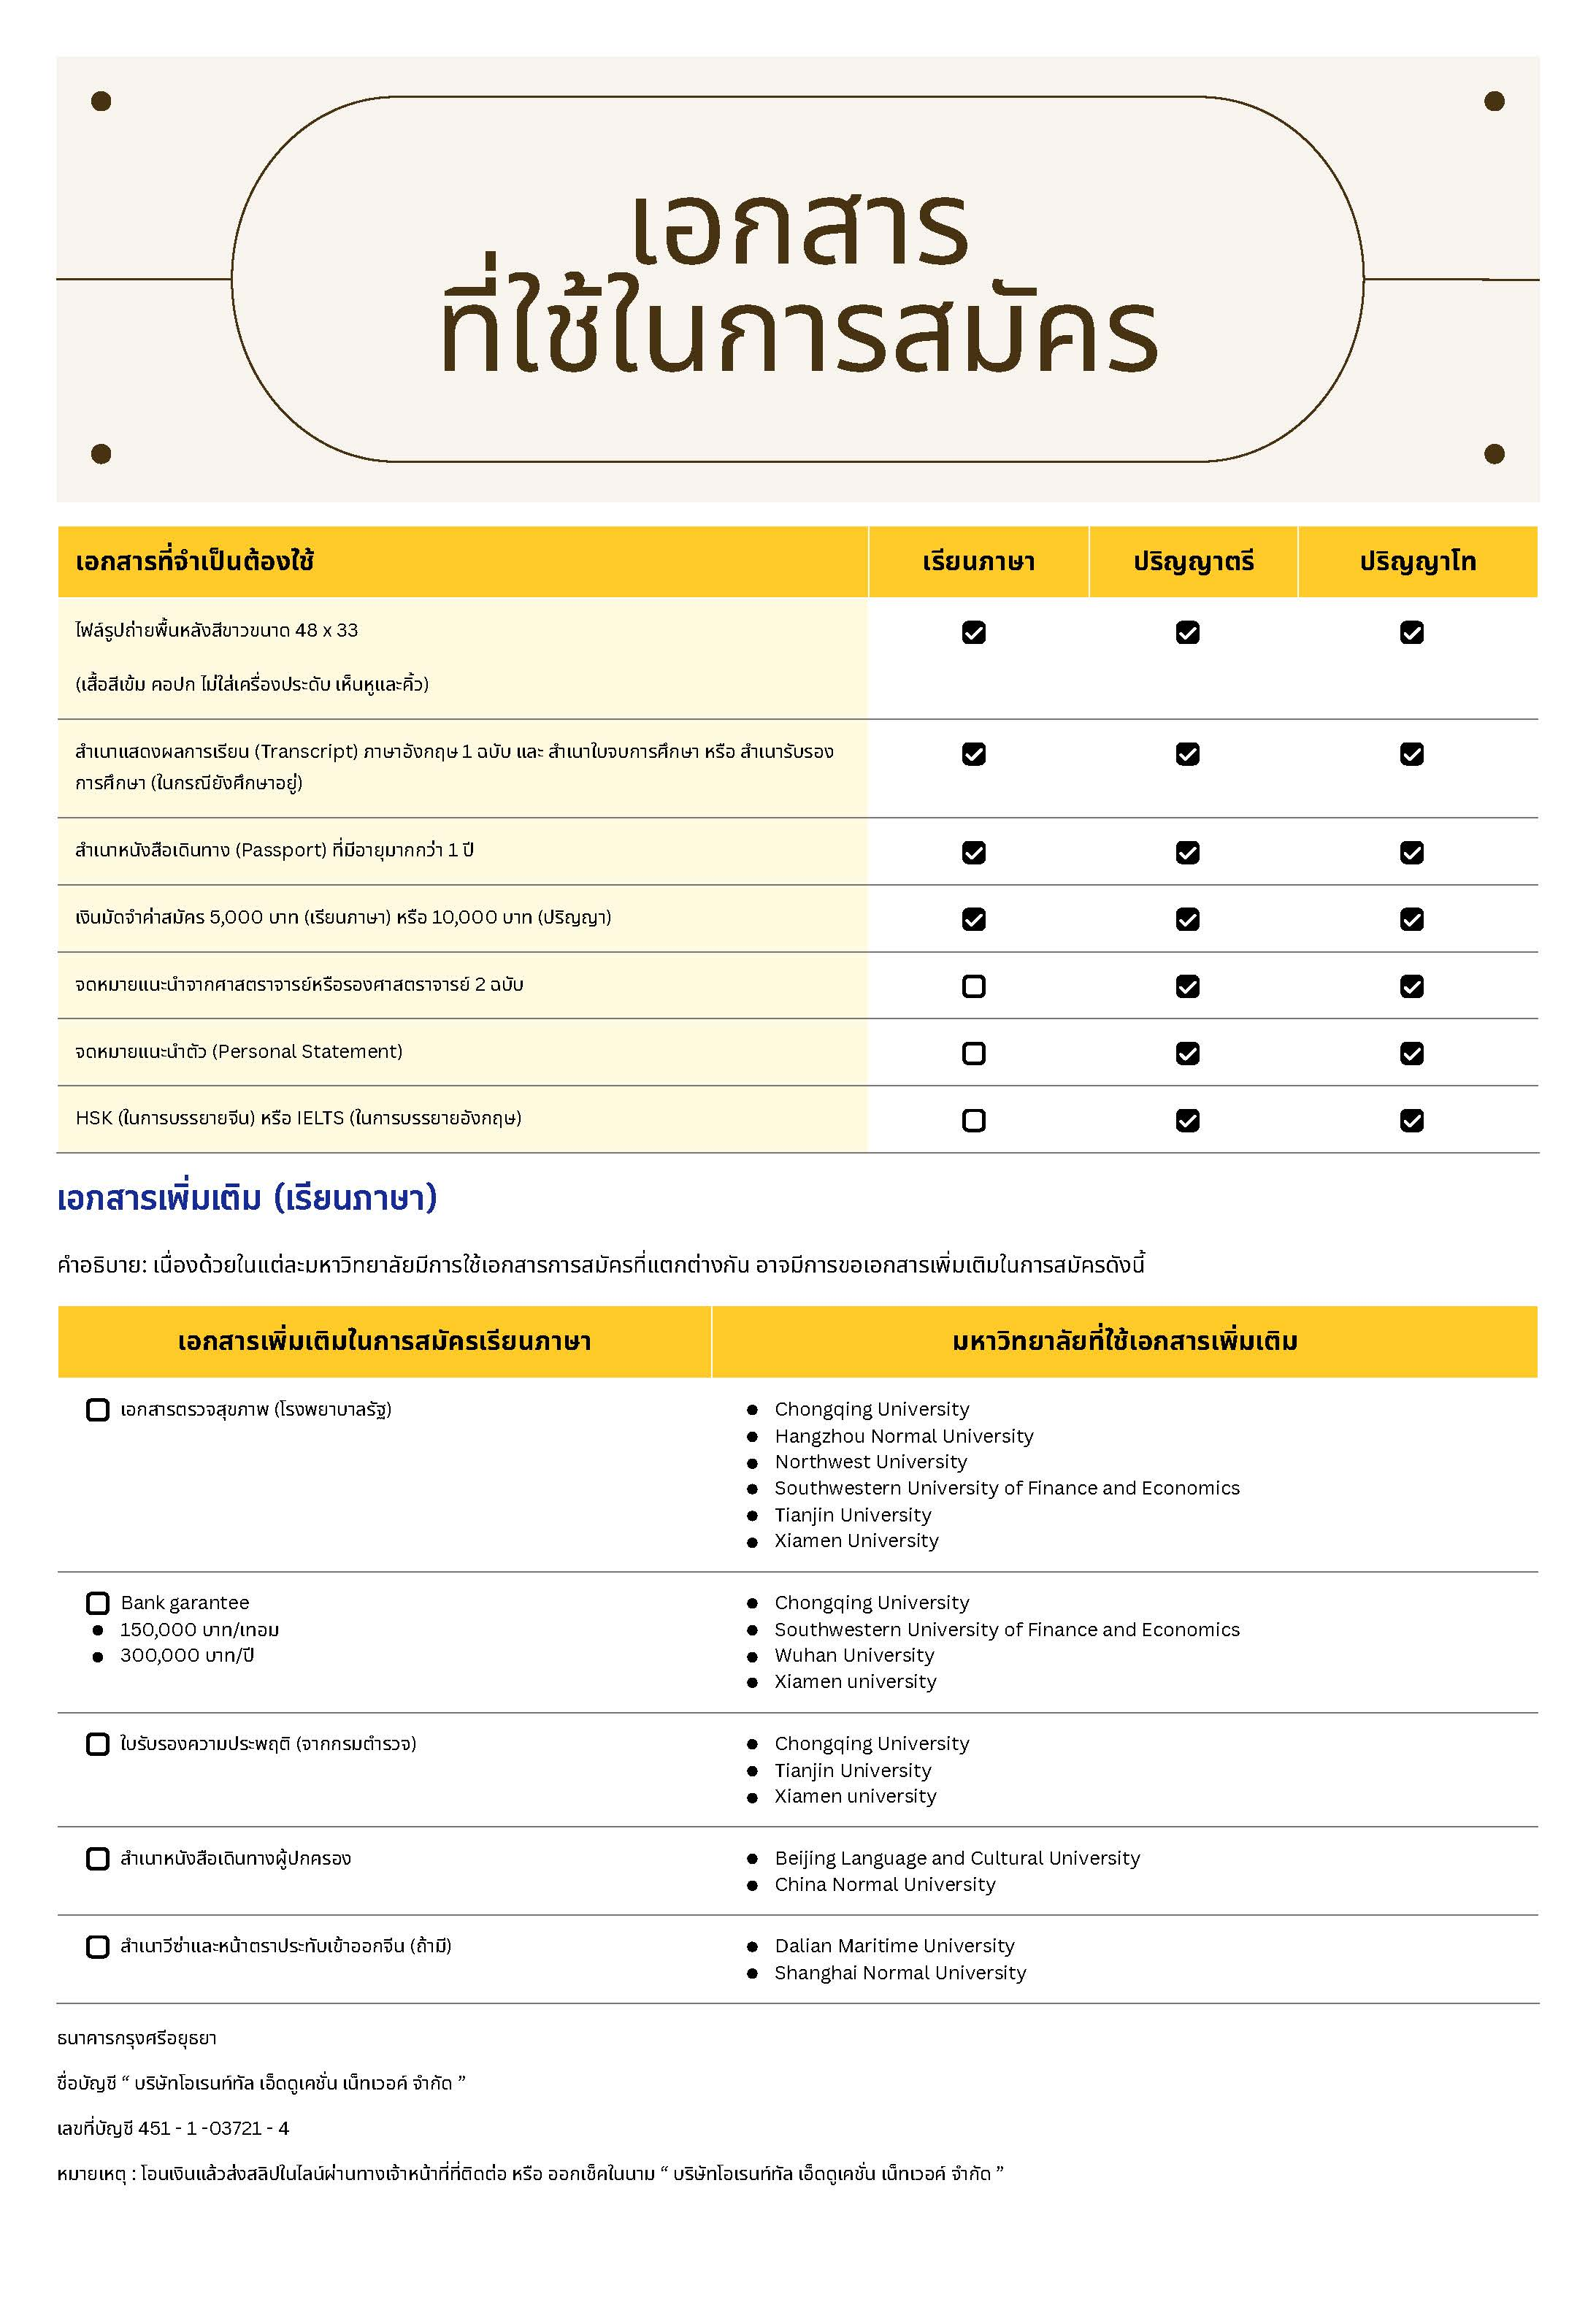 เอกสาร
ที่ใช้ในการสมัคร
เอกสารที่จำเป็นต้องใช้ เรียนภาษา ปริญญาตรี ปริญญาโท
ไฟล์รูปถ่ายพื้นหลังสีขาวขนาด 48 x 33
(เสื้อสีเข้ม คอปก ไม่ใส่เครื่องประดับ เห็นหูและคิ้ว)
สำเนาแสดงผลการเรียน (Transcript) ภาษาอังกฤษ 1 ฉบับ และ สำเนาใบจบการศึกษา หรือ สำเนารับรอง
การศึกษา (ในกรณียังศึกษาอยู่)
สำเนาหนังสือเดินทาง (Passport) ที่มีอายุมากกว่า 1 ปี
เงินมัดจำค่าสมัคร 5,000 บาท (เรียนภาษา) หรือ 10,000 บาท (ปริญญา)
จดหมายแนะนำจากศาสตราจารย์หรือรองศาสตราจารย์ 2 ฉบับ
จดหมายแนะนำตัว (Personal Statement)
HSK (ในการบรรยายจีน) หรือ IELTS (ในการบรรยายอังกฤษ)
เอกสารเพิ่มเติม (เรียนภาษา)
คำอธิบาย: เนื่องด้วยในแต่ละมหาวิทยาลัยมีการใช้เอกสารการสมัครที่แตกต่างกัน อาจมีการขอเอกสารเพิ่มเติมในการสมัครดังนี้
เอกสารเพิ่มเติมในการสมัครเรียนภาษา มหาวิทยาลัยที่ใช้เอกสารเพิ่มเติม
เอกสารตรวจสุขภาพ (โรงพยาบาลรัฐ)
Chongqing University
Hangzhou Normal University
Northwest University
Southwestern University of Finance and Economics
Tianjin University
Xiamen University
Bank garantee
150,000 บาท/เทอม
300,000 บาท/ปี
Chongqing University
Southwestern University of Finance and Economics
Wuhan University
Xiamen university
ใบรับรองความประพฤติ (จากกรมตำรวจ)
Chongqing University
Tianjin University
Xiamen university
สำเนาหนังสือเดินทางผู้ปกครอง
Beijing Language and Cultural University
China Normal University
สำเนาวีซ่าและหน้าตราประทับเข้าออกจีน (ถ้ามี)
Dalian Maritime University
Shanghai Normal University
ธนาคารกรุงศรีอยุธยา
ชื่อบัญชี “ บริษัทโอเรนท์ทัล เอ็ดดูเคชั่น เน็ทเวอค์ จำกัด ”
เลขที่บัญชี 451 - 1 -03721 - 4
หมายเหตุ : โอนเงินแล้วส่งสลิปในไลน์ผ่านทางเจ้าหน้าที่ที่ติดต่อ หรือ ออกเช็คในนาม “ บริษัทโอเรนท์ทัล เอ็ดดูเคชั่น เน็ทเวอค์ จำกัด ”